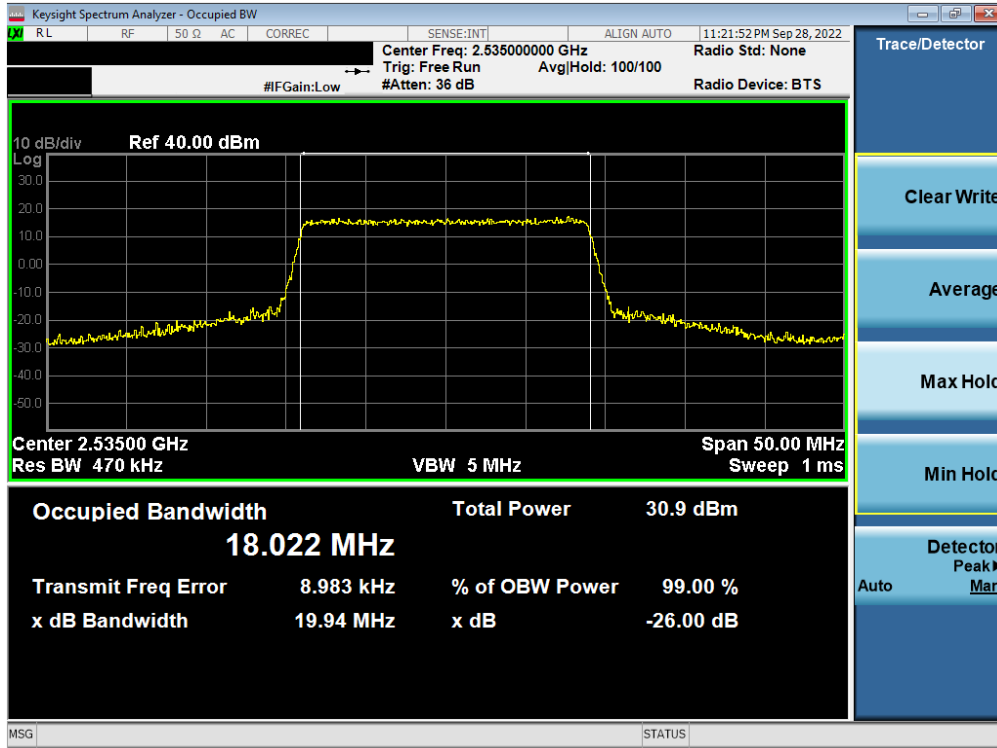 Keysight Spectrum Analyzer - Occupied BW
LXI RL RF 50 Ω AC CORREC SENSE:INT ALIGN AUTO 11:21:52 PM Sep 28, 2022
Center Freq: 2.535000000 GHz Radio Std: None
Trig: Free Run Avg|Hold: 100/100
#IFGain:Low #Atten: 36 dB Radio Device: BTS
Trace/Detector
10 dB/div Ref 40.00 dBm
Log
30.0
20.0
10.0
0.00
-10.0
-20.0
-30.0
-40.0
-50.0
Center 2.53500 GHz Span 50.00 MHz
Res BW 470 kHz VBW 5 MHz Sweep 1 ms
Occupied Bandwidth Total Power 30.9 dBm
18.022 MHz
Transmit Freq Error 8.983 kHz % of OBW Power 99.00 %
x dB Bandwidth 19.94 MHz x dB -26.00 dB
Clear Write
Average
Max Hold
Min Hold
Detector
Peak
Auto Man
MSG STATUS